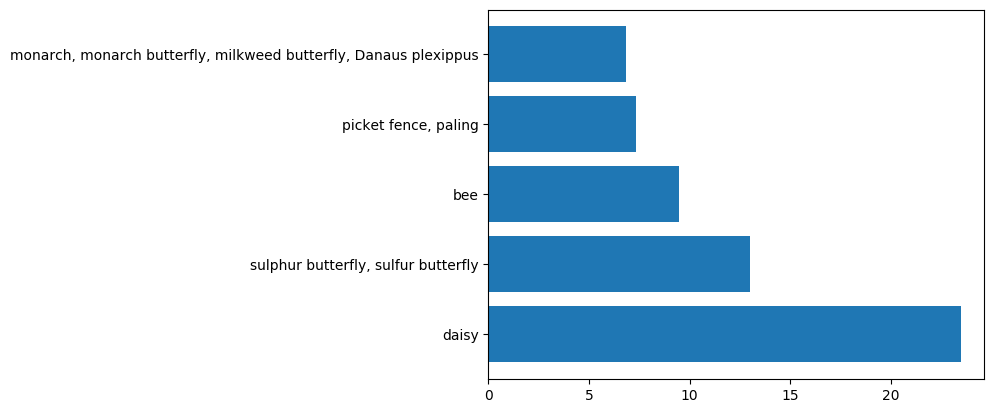 monarch, monarch butterfly, milkweed butterfly, Danaus plexippus
picket fence, paling
bee
sulphur butterfly, sulfur butterfly
daisy
0 5 10 15 20